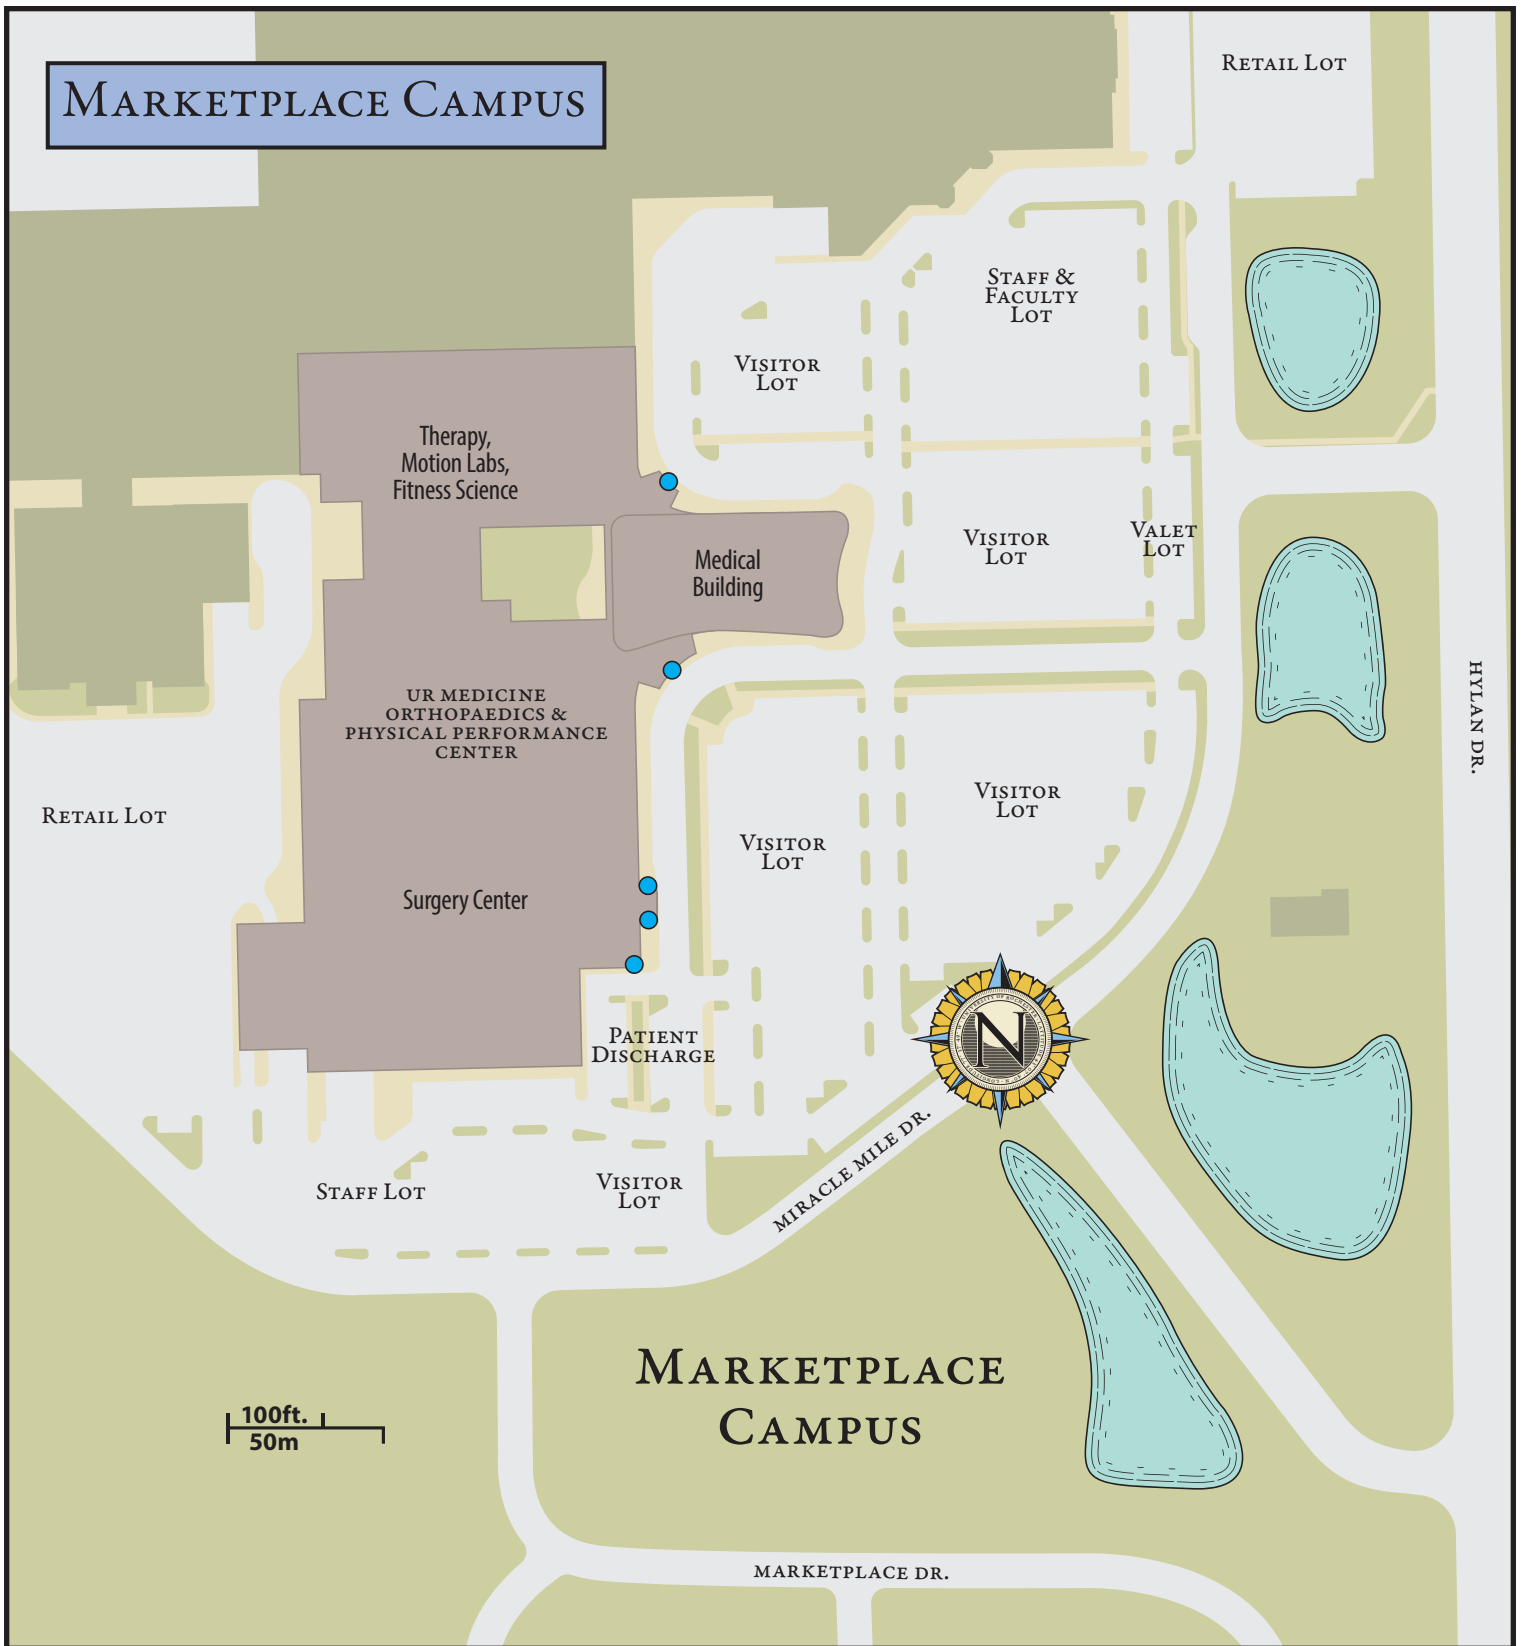 Marketplace Campus
Retail Lot
Staff &
Faculty
Lot
Visitor
Lot
Therapy,
Motion Labs,
Fitness Science
Visitor
Lot
Valet
Lot
Medical
Building
UR MEDICINE
ORTHOPAEDICS &
PHYSICAL PERFORMANCE
CENTER
HYLAN DR.
Retail Lot
Visitor
Lot
Visitor
Lot
Surgery Center
Patient
Discharge
N
MIRACLE MILE DR.
Staff Lot
Visitor
Lot
Marketplace
Campus
100ft.
50m
MARKETPLACE DR.